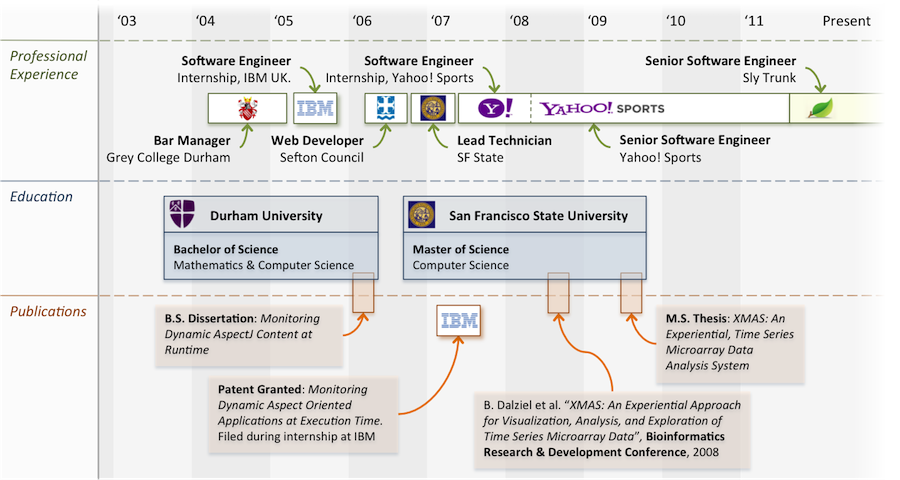 ‘03 ‘04 ‘05 ‘06 ‘07 ‘08 ‘09 ‘10 ‘11 Present
Professional
Experience
Software Engineer
Internship, IBM UK.
Software Engineer
Internship, Yahoo! Sports
Senior Software Engineer
Sly Trunk
IBM
Y!
YAHOO! SPORTS
Bar Manager
Grey College Durham
Web Developer
Sefton Council
Lead Technician
SF State
Senior Software Engineer
Yahoo! Sports
Education
Durham University
Bachelor of Science
Mathematics & Computer Science
San Francisco State University
Master of Science
Computer Science
Publications
B.S. Dissertation: Monitoring
Dynamic AspectJ Content at
Runtime
IBM
M.S. Thesis: XMAS: An
Experiential, Time Series
Microarray Data
Analysis System
Patent Granted: Monitoring
Dynamic Aspect Oriented
Applications at Execution Time.
Filed during internship at IBM
B. Dalziel et al. “XMAS: An Experiential Approach
for Visualization, Analysis, and Exploration of
Time Series Microarray Data”, Bioinformatics
Research & Development Conference, 2008